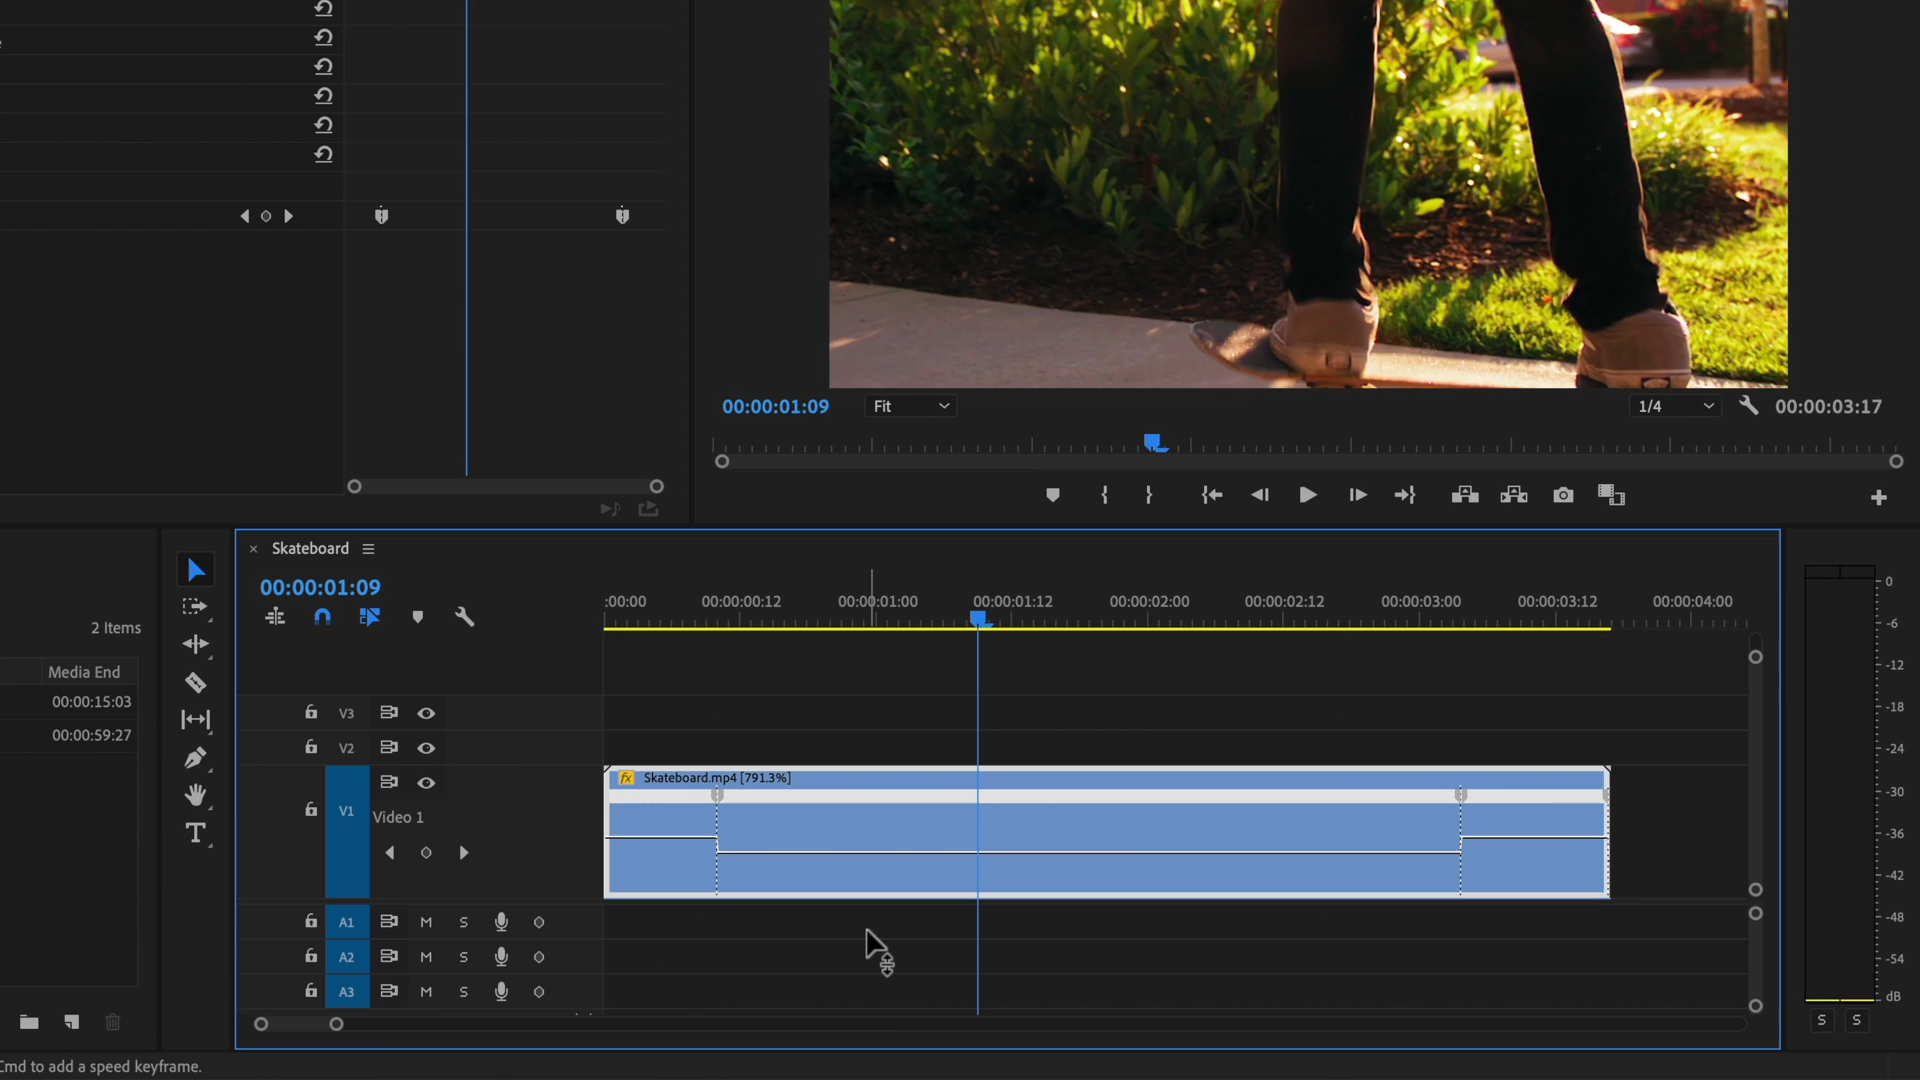 00:00:01:09
Fit
1/4
00:00:03:17
× Skateboard
00:00:01:09
:00:00 00:00:00:12 00:00:01:00 00:00:01:12 00:00:02:00 00:00:02:12 00:00:03:00 00:00:03:12 00:00:04:00
2 Items
Media End
00:00:15:03
00:00:59:27
V3
V2
fx Skateboard.mp4 [791.3%]
V1
Video 1
A1 M S
A2 M S
A3 M S
T
0
-6
-12
-18
-24
-30
-36
-42
-48
-54
dB
S S
Cmd to add a speed keyframe.